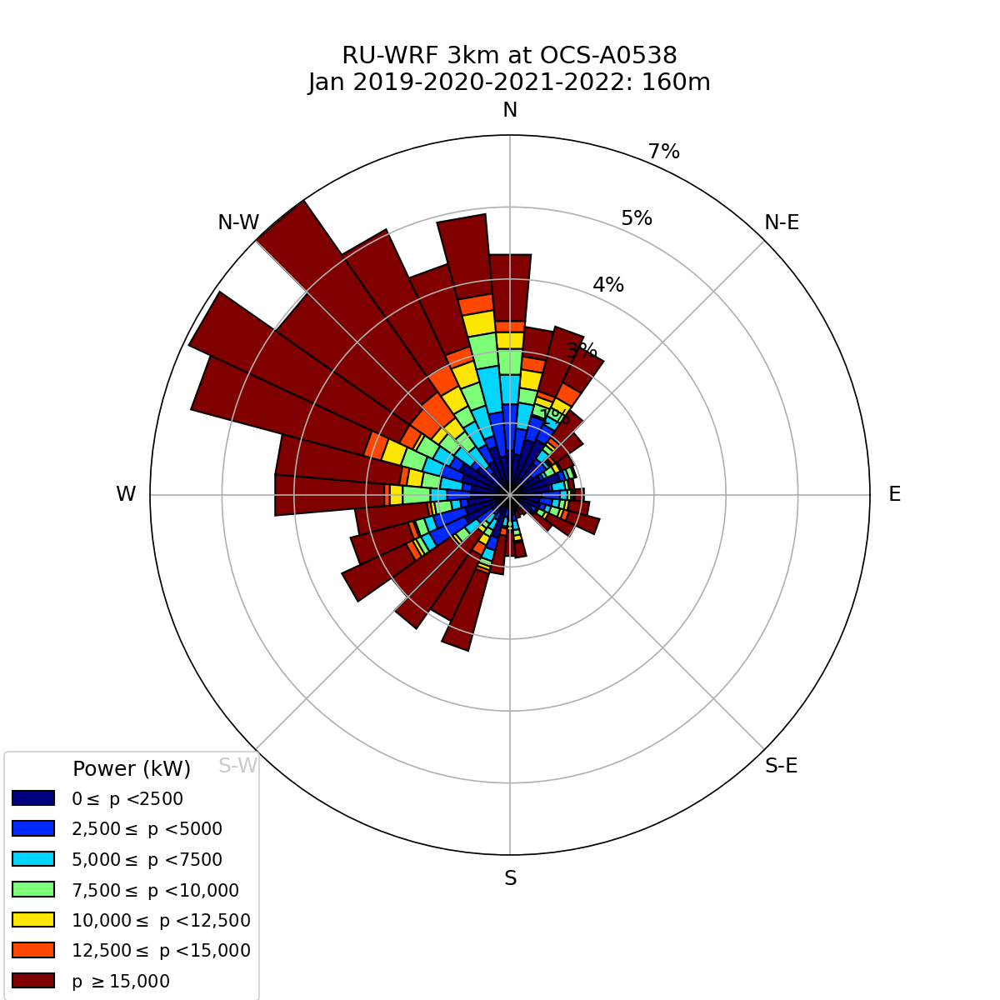 RU-WRF 3km at OCS-A0538
Jan 2019-2020-2021-2022: 160m
N
7%
N-W
5%
N-E
4%
3%
1%
W
E
S-W
S-E
S
Power (kW)
0≤ p <2500
2,500≤ p <5000
5,000≤ p <7500
7,500≤ p <10,000
10,000≤ p <12,500
12,500≤ p <15,000
p ≥15,000